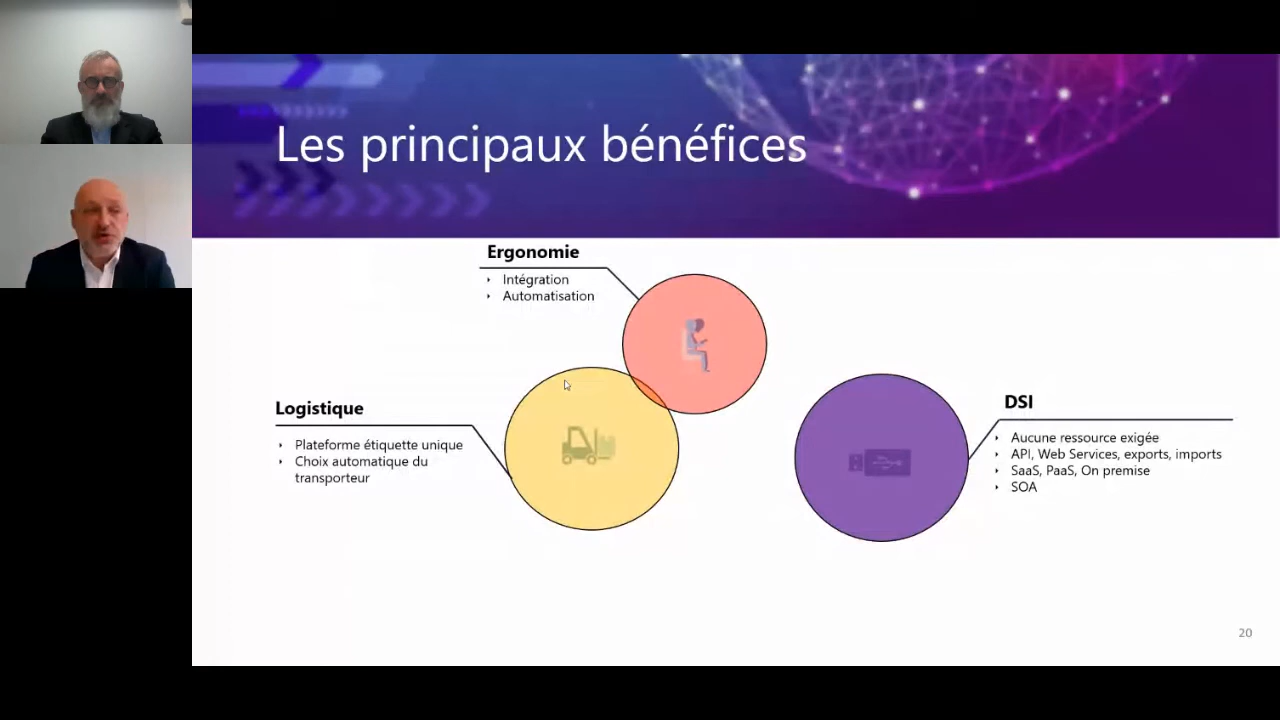 Les principaux bénéfices
Ergonomie
Intégration
Automatisation
Logistique
Plateforme étiquette unique
Choix automatique du
transporteur
DSI
Aucune ressource exigée
API, Web Services, exports, imports
SaaS, PaaS, On premise
SOA
20